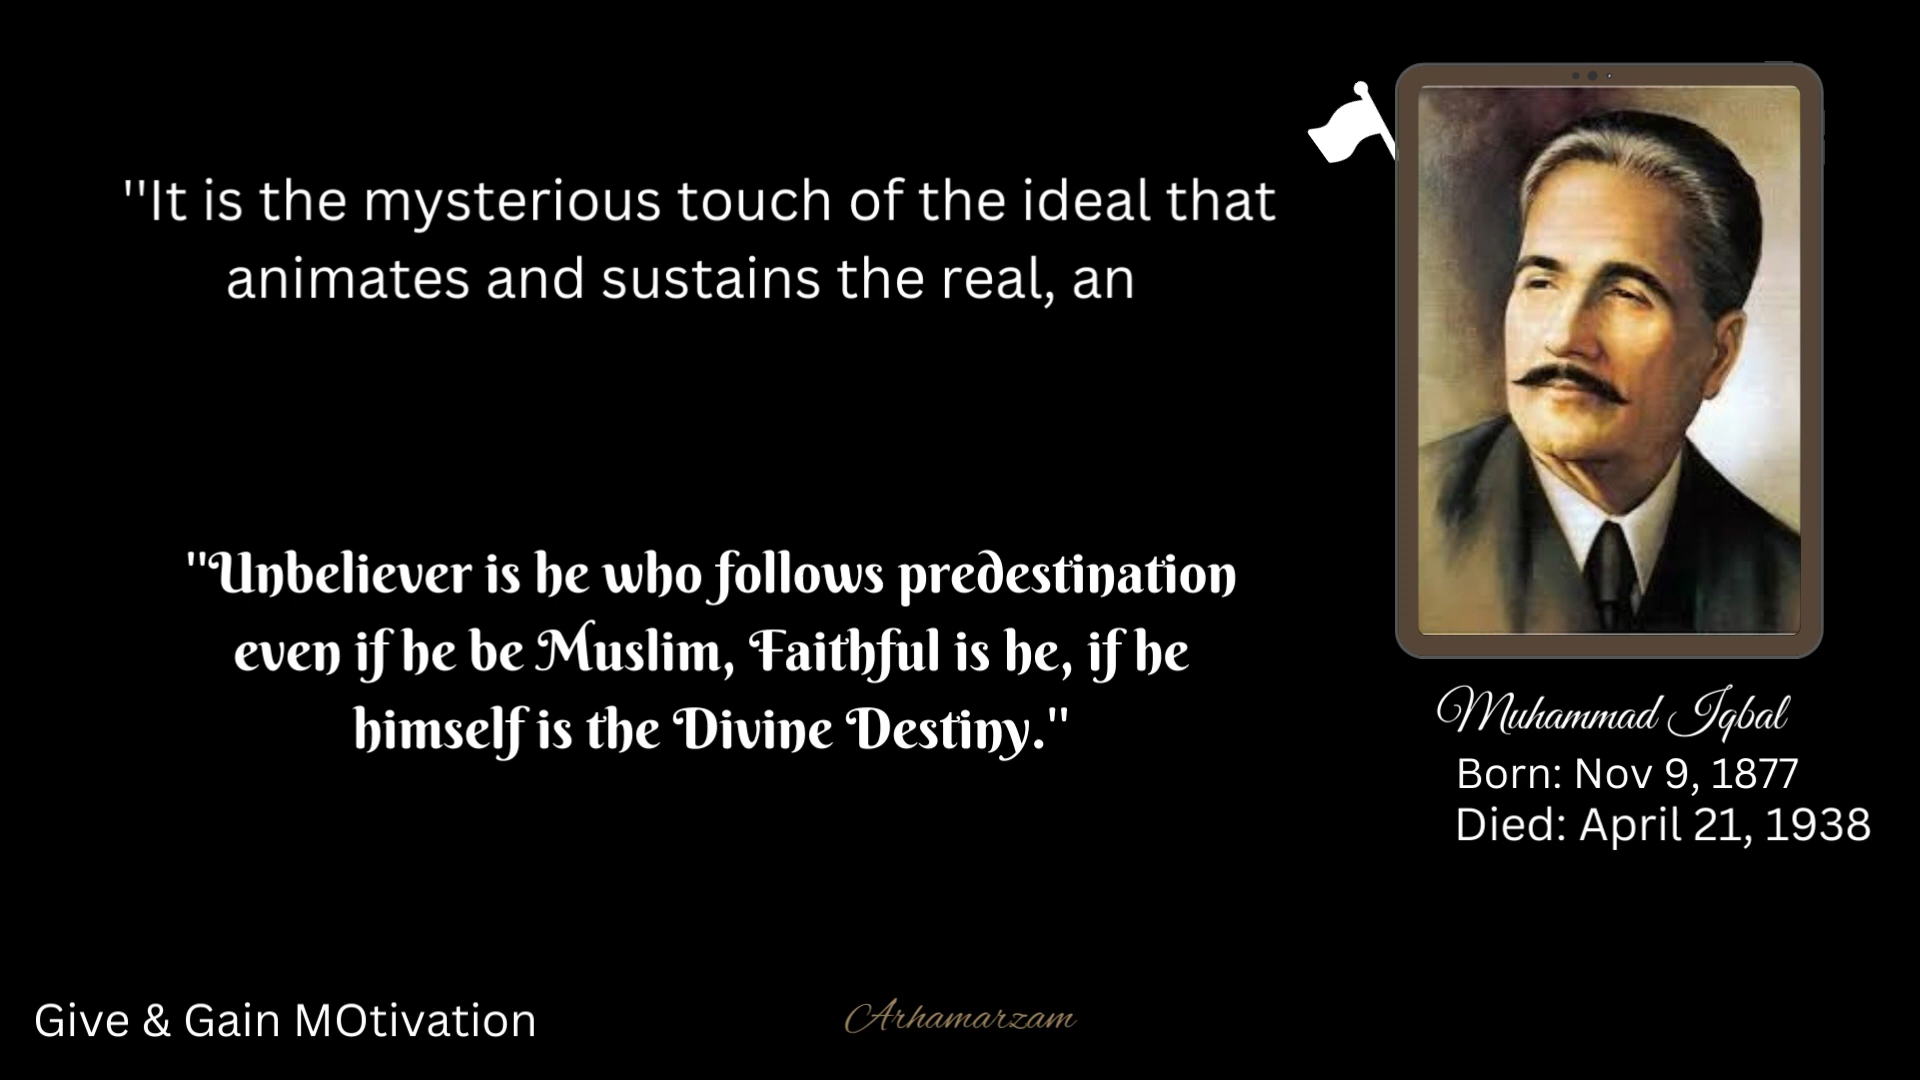 "It is the mysterious touch of the ideal that
animates and sustains the real, an
"Unbeliever is he who follows predestination
even if he be Muslim, Faithful is he, if he
himself is the Divine Destiny."
Muhammad Iqbal
Born: Nov 9, 1877
Died: April 21, 1938
Give & Gain MOtivation
Arhamarzam